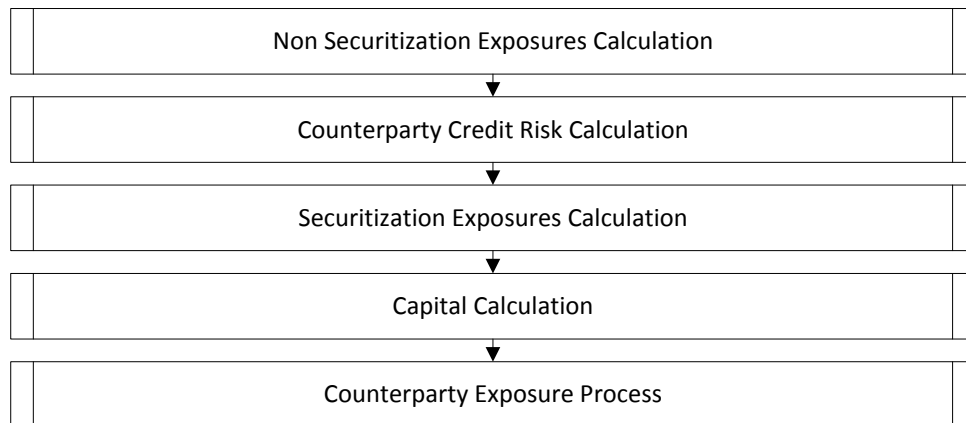 Non Securitization Exposures Calculation
Counterparty Credit Risk Calculation
Securitization Exposures Calculation
Capital Calculation
Counterparty Exposure Process